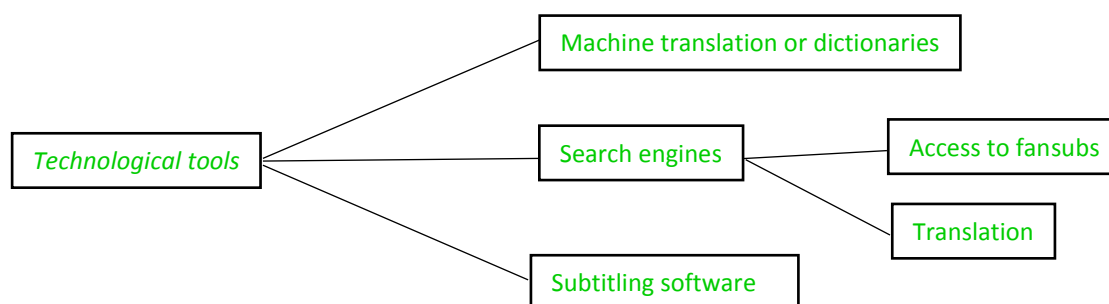 Machine translation or dictionaries
Technological tools
Search engines
Access to fansubs
Translation
Subtitling software